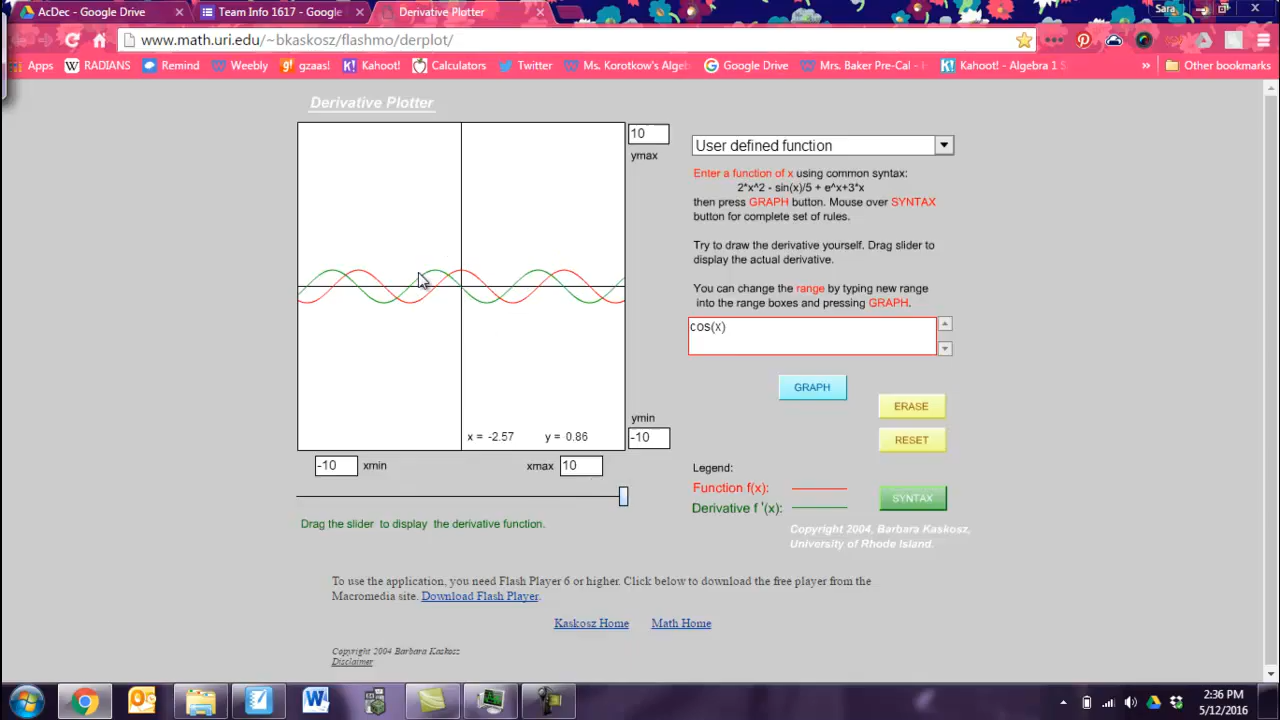 AcDec - Google Drive
Team Info 1617 - Google
Derivative Plotter
Sara
www.math.uri.edu/~bkaskosz/flashmo/derplot/
Apps
RADIANS
Remind
Weebly
gzaas!
Kahoot!
Calculators
Twitter
Ms. Korotkow's Algeb
Google Drive
Mrs. Baker Pre-Cal -
Kahoot! - Algebra 1
Other bookmarks
Derivative Plotter
10
ymax
User defined function
Enter a function of x using common syntax:
2*x^2 - sin(x)/5 + e^x+3*x
then press GRAPH button. Mouse over SYNTAX
button for complete set of rules.
Try to draw the derivative yourself. Drag slider to
display the actual derivative.
You can change the range by typing new range
into the range boxes and pressing GRAPH.
cos(x)
GRAPH
ERASE
RESET
ymin
x = -2.57 y = 0.86
-10
-10 xmin
xmax 10
Legend:
Function f(x):
Derivative f '(x):
SYNTAX
Drag the slider to display the derivative function.
Copyright 2004, Barbara Kaskosz,
University of Rhode Island.
To use the application, you need Flash Player 6 or higher. Click below to download the free player from the
Macromedia site. Download Flash Player.
Kaskosz Home
Math Home
Copyright 2004 Barbara Kaskosz
Disclaimer
2:36 PM
5/12/2016